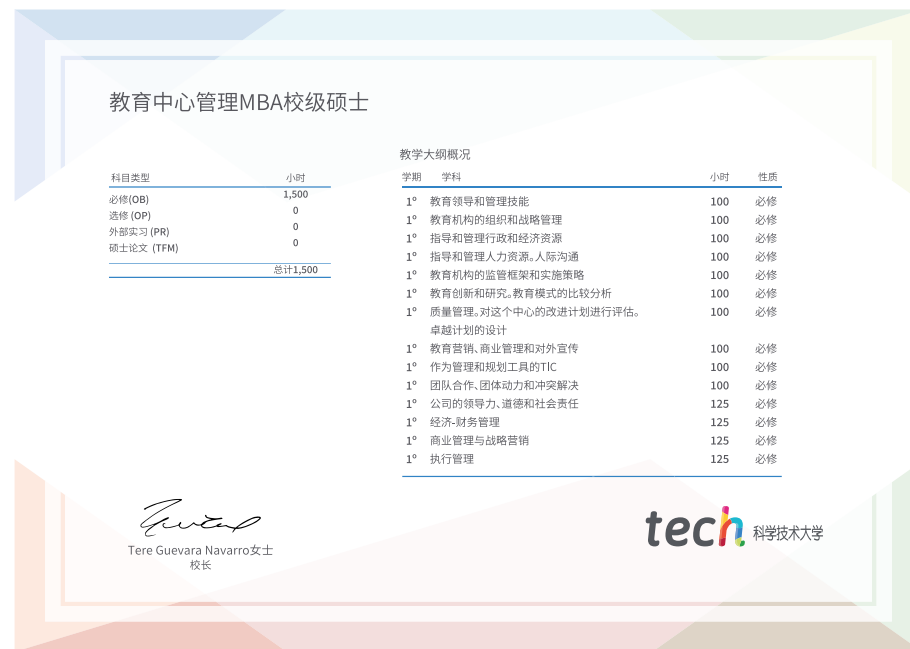 教育中心管理MBA校级硕士
科目类型 小时
必修(OB) 1,500
选修 (OP) 0
外部实习 (PR) 0
硕士论文 (TFM) 0
总计1,500
教学大纲概况
学期 学科 小时 性质
1º 教育领导和管理技能 100 必修
1º 教育机构的组织和战略管理 100 必修
1º 指导和管理行政和经济资源 100 必修
1º 指导和管理人力资源。人际沟通 100 必修
1º 教育机构的监管框架和实施策略 100 必修
1º 教育创新和研究。教育模式的比较分析 100 必修
1º 质量管理。对这个中心的改进计划进行评估。 100 必修
卓越计划的设计
1º 教育营销、商业管理和对外宣传 100 必修
1º 作为管理和规划工具的TIC 100 必修
1º 团队合作、团体动力和冲突解决 100 必修
1º 公司的领导力、道德和社会责任 125 必修
1º 经济-财务管理 125 必修
1º 商业管理与战略营销 125 必修
1º 执行管理 125 必修
Tere Guevara Navarro女士
校长
tech 科学技术大学